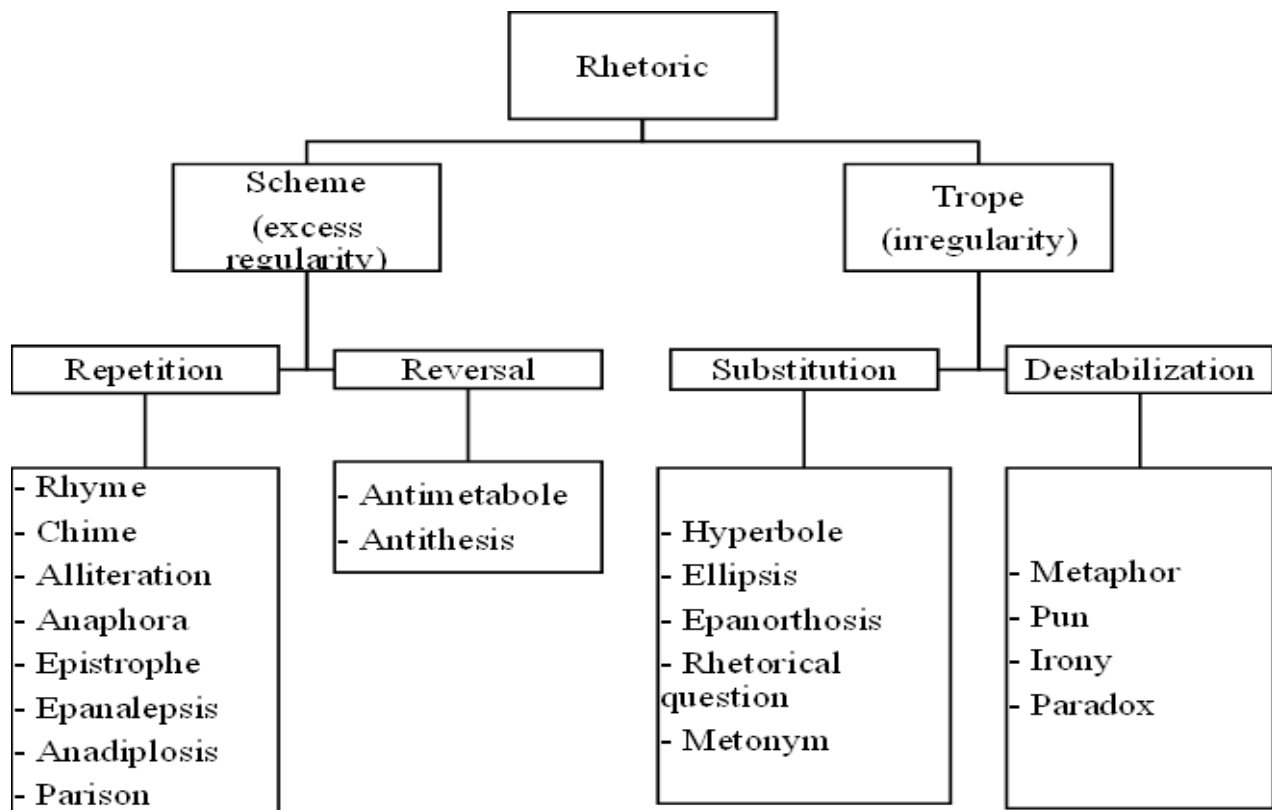 Rhetoric
Scheme
(excess
regularity)
Trope
(irregularity)
Repetition
Reversal
Substitution
Destabilization
- Rhyme
- Chime
- Alliteration
- Anaphora
- Epistrophe
- Epanalepsis
- Anadiplosis
- Parison
- Antimetabole
- Antithesis
- Hyperbole
- Ellipsis
- Epanorthosis
- Rhetorical
question
- Metonym
- Metaphor
- Pun
- Irony
- Paradox